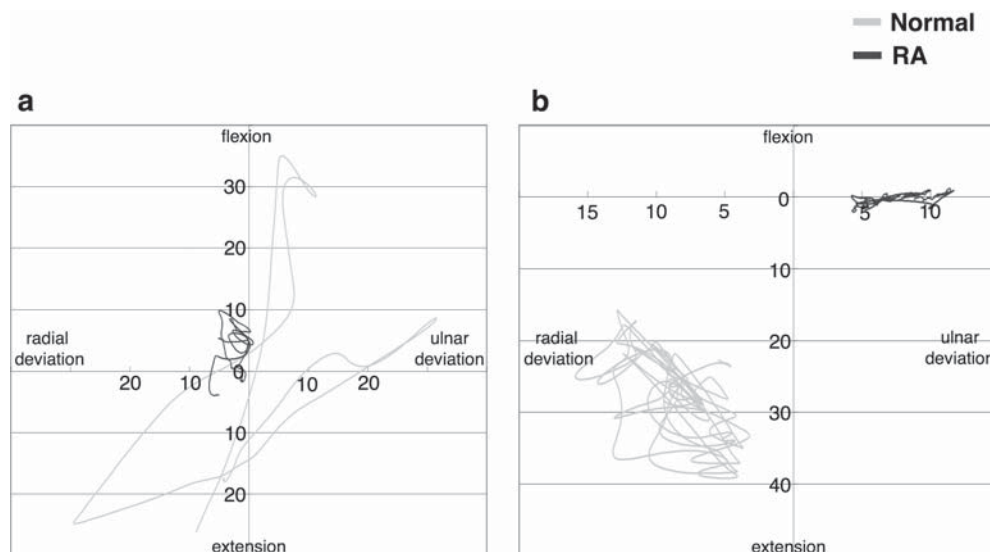 Normal
RA
a
flexion
30
20
10
radial
deviation
ulnar
deviation
0
20
10
10
20
10
20
extension
b
flexion
15
10
5
0
5
10
10
radial
deviation
20
ulnar
deviation
30
40
extension